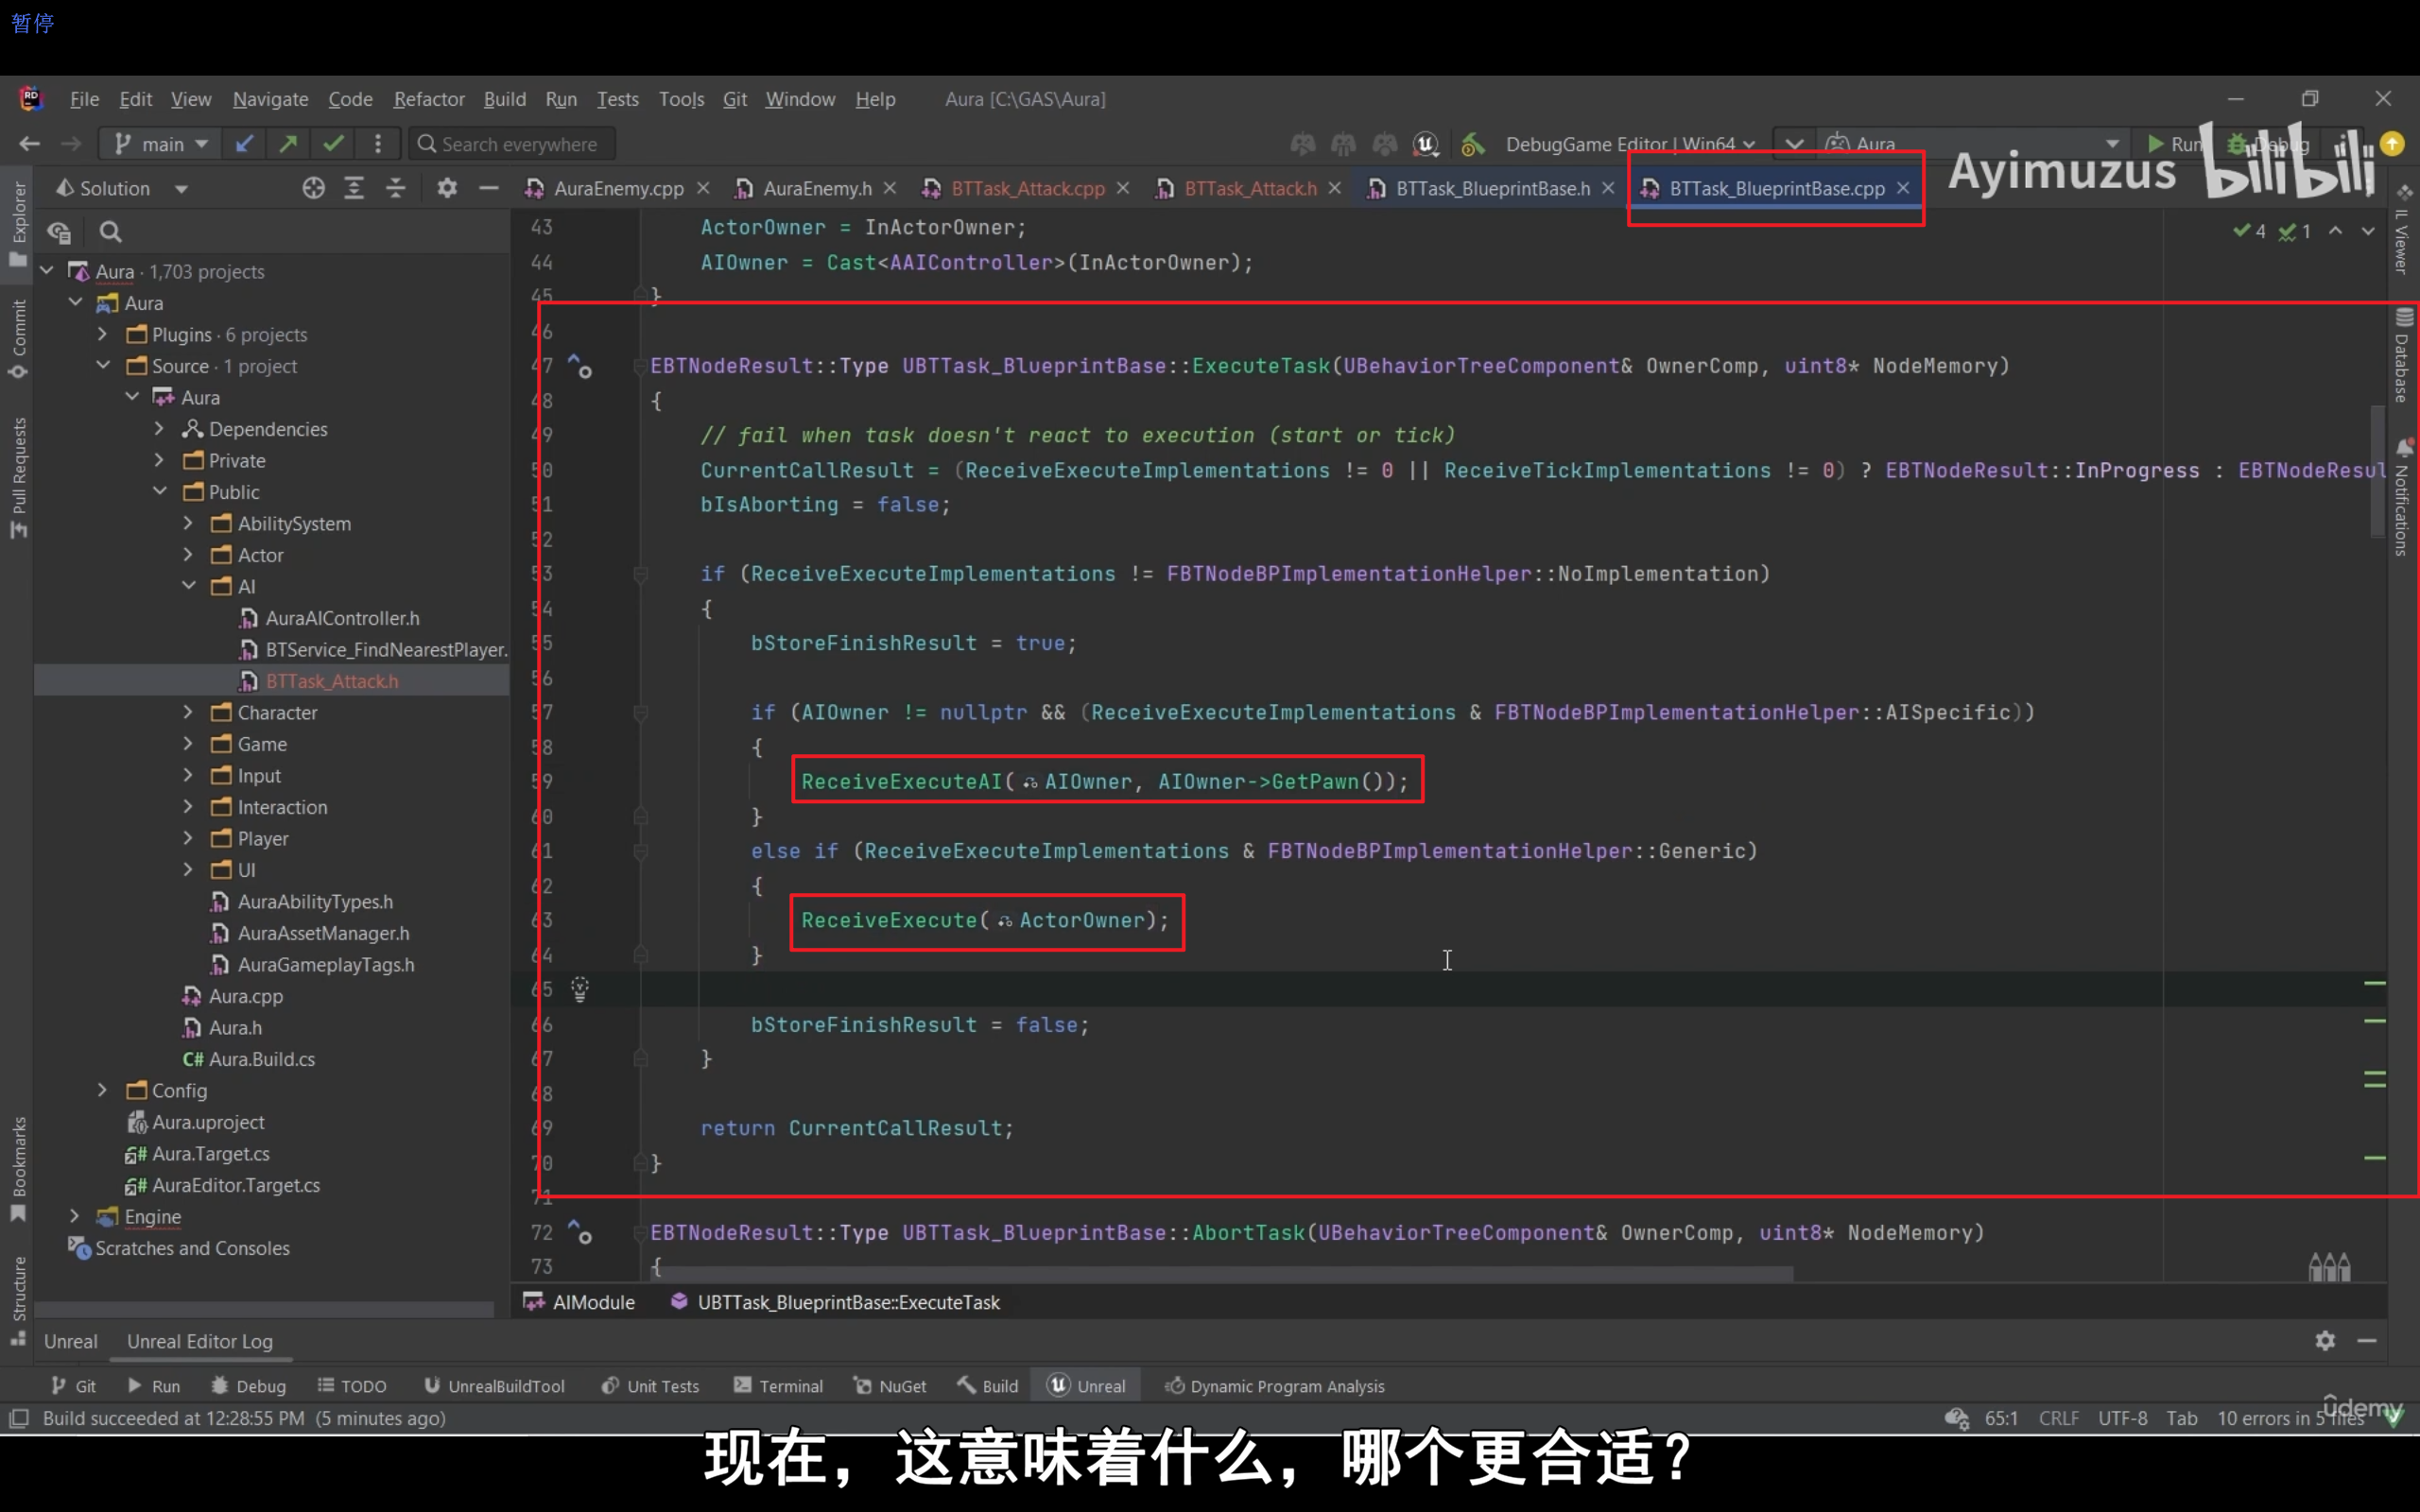 暂停
File Edit View Navigate Code Refactor Build Run Tests Tools Git Window Help Aura [C:\GAS\Aura]
main Search everywhere DebugGame Editor | Win64 Aura Run Debug
Ayimuzus bilibili
Solution AuraEnemy.cpp AuraEnemy.h BTTask_Attack.cpp BTTask_Attack.h BTTask_BlueprintBase.h BTTask_BlueprintBase.cpp
4 1
Explorer
Commit
Pull Requests
Bookmarks
Structure
IL Viewer
Database
Notifications
Aura · 1,703 projects
Aura
Plugins · 6 projects
Source · 1 project
Aura
Dependencies
Private
Public
AbilitySystem
Actor
AI
AuraAIController.h
BTService_FindNearestPlayer.
BTTask_Attack.h
Character
Game
Input
Interaction
Player
UI
AuraAbilityTypes.h
AuraAssetManager.h
AuraGameplayTags.h
Aura.cpp
Aura.h
C# Aura.Build.cs
Config
Aura.uproject
Aura.Target.cs
AuraEditor.Target.cs
Engine
Scratches and Consoles
43 ActorOwner = InActorOwner;
44 AIOwner = Cast<AAIController>(InActorOwner);
45 }
46
47 EBTNodeResult::Type UBTTask_BlueprintBase::ExecuteTask(UBehaviorTreeComponent& OwnerComp, uint8* NodeMemory)
48 {
49 // fail when task doesn't react to execution (start or tick)
50 CurrentCallResult = (ReceiveExecuteImplementations != 0 || ReceiveTickImplementations != 0) ? EBTNodeResult::InProgress : EBTNodeResul
51 bIsAborting = false;
52
53 if (ReceiveExecuteImplementations != FBTNodeBPImplementationHelper::NoImplementation)
54 {
55 bStoreFinishResult = true;
56
57 if (AIOwner != nullptr && (ReceiveExecuteImplementations & FBTNodeBPImplementationHelper::AISpecific))
58 {
59 ReceiveExecuteAI( AIOwner, AIOwner->GetPawn());
60 }
61 else if (ReceiveExecuteImplementations & FBTNodeBPImplementationHelper::Generic)
62 {
63 ReceiveExecute( ActorOwner);
64 }
65
66 bStoreFinishResult = false;
67 }
68
69 return CurrentCallResult;
70 }
71
72 EBTNodeResult::Type UBTTask_BlueprintBase::AbortTask(UBehaviorTreeComponent& OwnerComp, uint8* NodeMemory)
73 {
AIModule UBTTask_BlueprintBase::ExecuteTask
Unreal Unreal Editor Log
Git Run Debug TODO UnrealBuildTool Unit Tests Terminal NuGet Build Unreal Dynamic Program Analysis
Build succeeded at 12:28:55 PM (5 minutes ago) 65:1 CRLF UTF-8 Tab 10 errors in 5 files
udemy
现在，这意味着什么，哪个更合适？